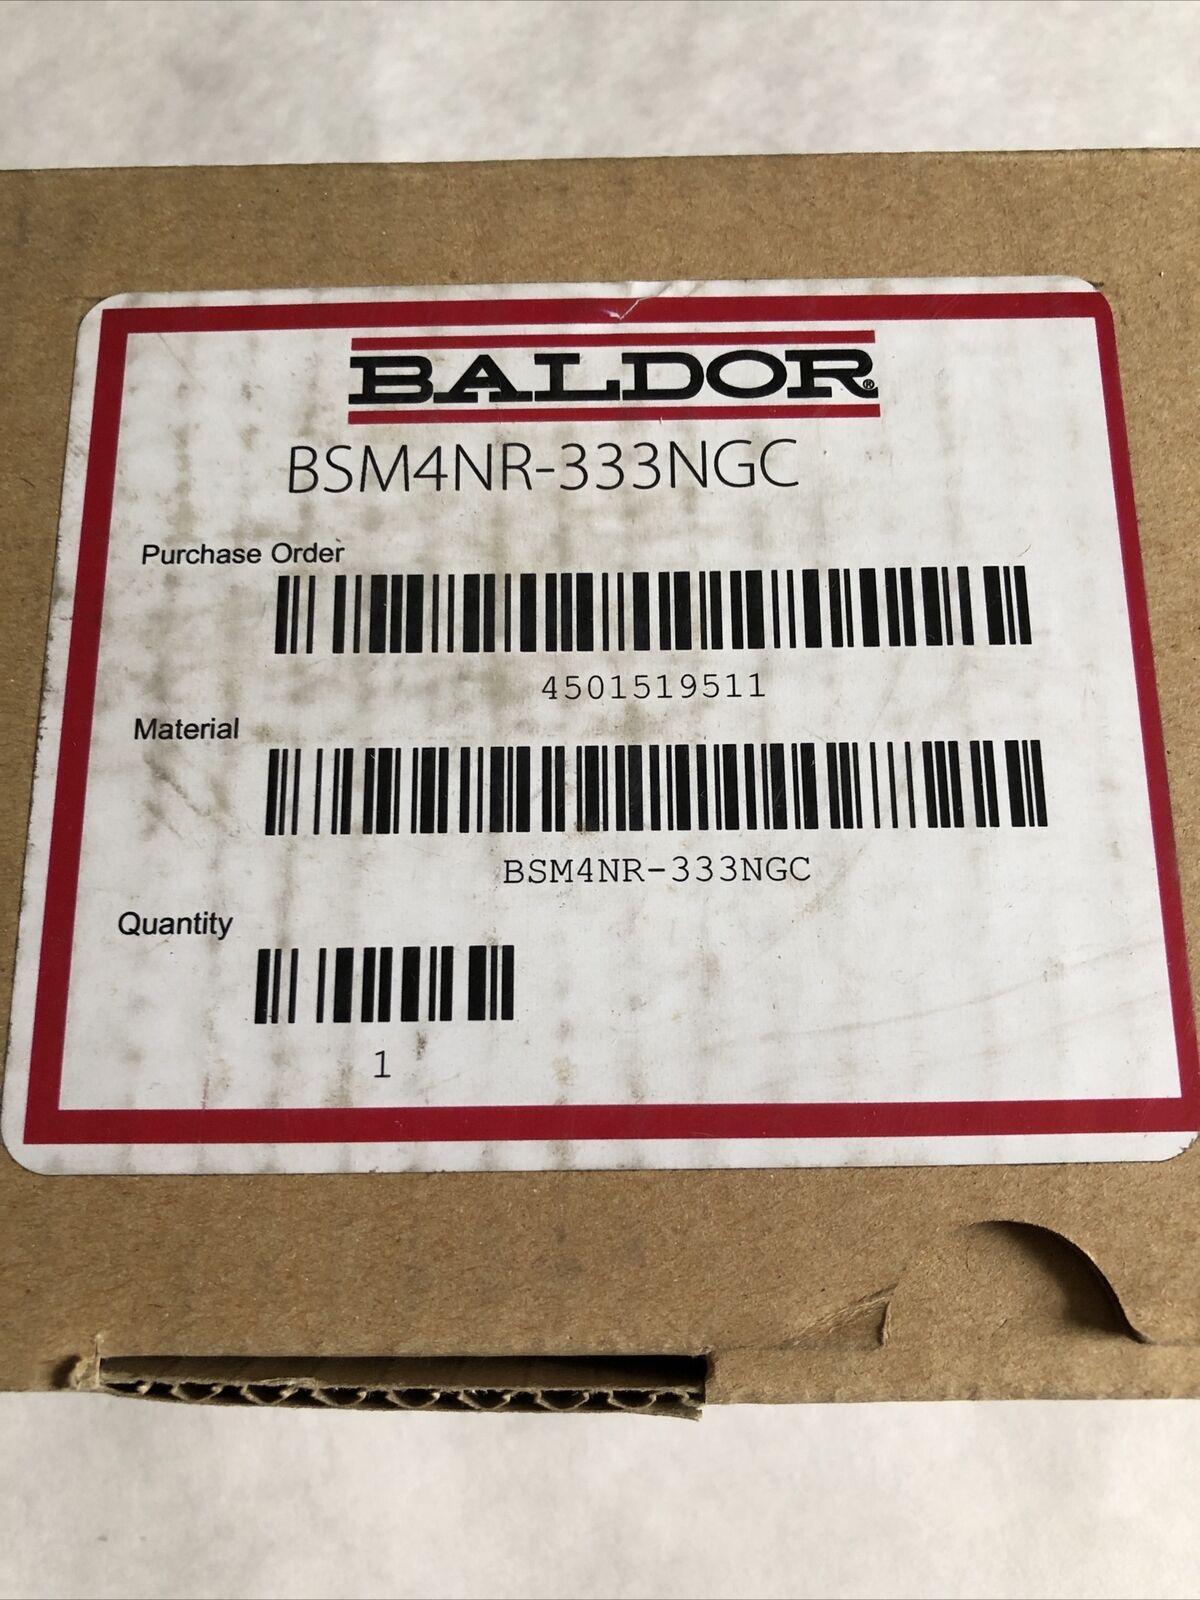 BALDOR®
BSM4NR-333NGC
Purchase Order
4501519511
Material
BSM4NR-333NGC
Quantity
1